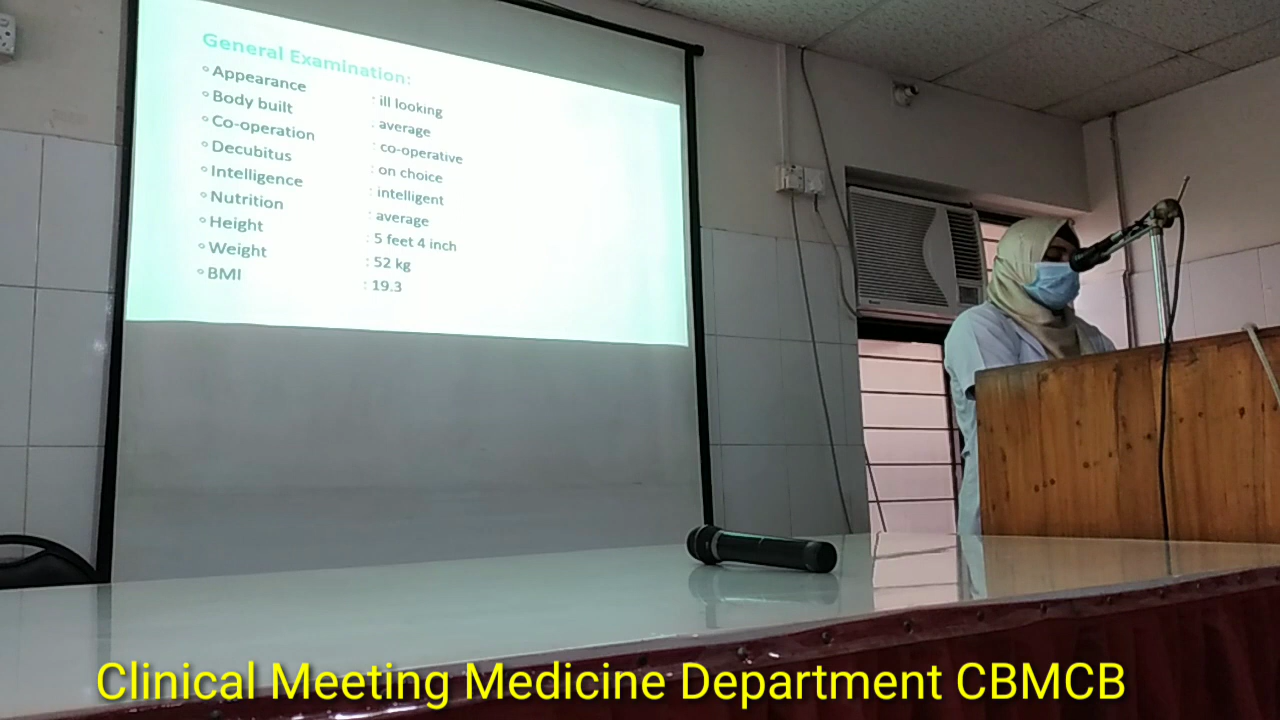 General Examination:
◦ Appearance : ill looking
◦ Body built : average
◦ Co-operation : co-operative
◦ Decubitus : on choice
◦ Intelligence : intelligent
◦ Nutrition : average
◦ Height : 5 feet 4 inch
◦ Weight : 52 kg
◦ BMI : 19.3
Clinical Meeting Medicine Department CBMCB